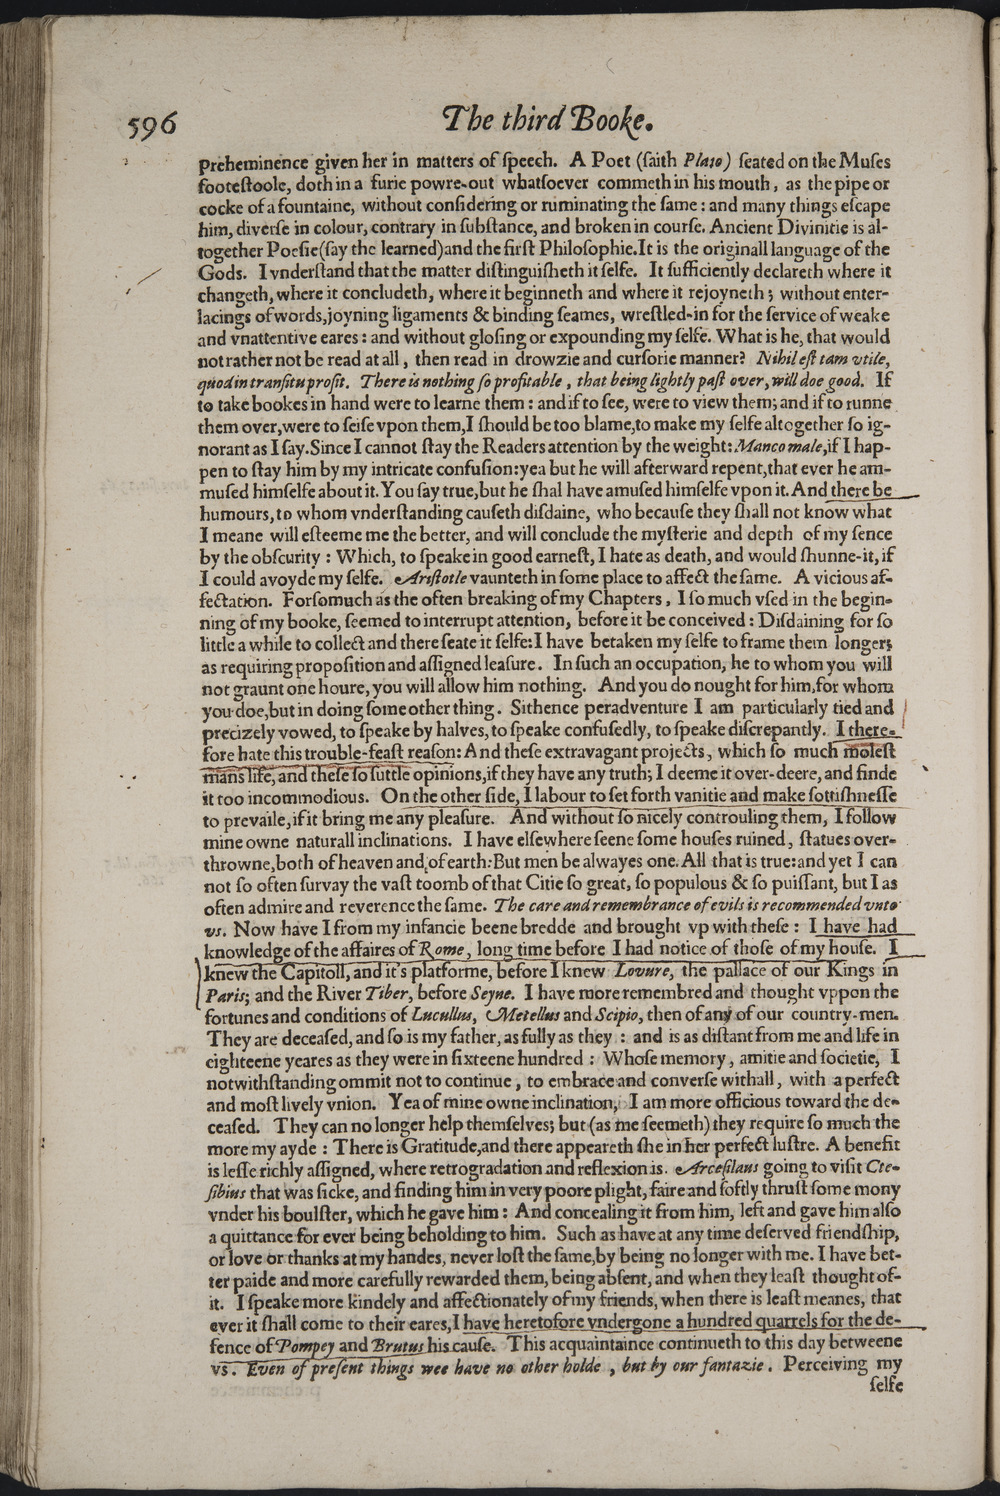 596
The third Booke.
preheminence given her in matters of ſpeech. A Poet (ſaith Plato) ſeated on the Muſes
footeſtoole, doth in a furie powre-out whatſoever commeth in his mouth, as the pipe or
cocke of a fountaine, without conſidering or ruminating the ſame: and many things eſcape
him, diverſe in colour, contrary in ſubſtance, and broken in courſe. Ancient Divinitie is al-
together Poeſie (ſay the learned) and the firſt Philoſophie. It is the originall language of the
Gods. I vnderſtand that the matter diſtinguiſheth it ſelfe. It ſufficiently declareth where it
changeth, where it concludeth, where it beginneth and where it rejoyneth; without enter-
lacings of words, joyning ligaments & binding ſeames, wreſtled-in for the ſervice of weake
and vnattentive eares: and without gloſing or expounding my ſelfe. What is he, that would
not rather not be read at all, then read in drowzie and curſorie manner? Nihil eſt tam vtile,
quod in tranſitu proſit. There is nothing ſo profitable, that being lightly paſt over, will doe good. If
to take bookes in hand were to learne them: and if to ſee, were to view them; and if to runne
them over, were to ſeiſe vpon them, I ſhould be too blame, to make my ſelfe altogether ſo ig-
norant as I ſay. Since I cannot ſtay the Readers attention by the weight: Manco male, if I hap-
pen to ſtay him by my intricate confuſion: yea but he will afterward repent, that ever he am-
muſed himſelfe about it. You ſay true, but he ſhal have amuſed himſelfe vpon it. And there be
humours, to whom vnderſtanding cauſeth diſdaine, who becauſe they ſhall not know what
I meane will eſteeme me the better, and will conclude the myſterie and depth of my ſence
by the obſcurity: Which, to ſpeake in good earneſt, I hate as death, and would ſhunne-it, if
I could avoyde my ſelfe. Ariſtotle vaunteth in ſome place to affect the ſame. A vicious af-
fectation. Forſomuch as the often breaking of my Chapters, I ſo much vſed in the begin-
ning of my booke, ſeemed to interrupt attention, before it be conceived: Diſdaining for ſo
little a while to collect and there ſeate it ſelfe: I have betaken my ſelfe to frame them longer;
as requiring propoſition and aſſigned leaſure. In ſuch an occupation, he to whom you will
not graunt one houre, you will allow him nothing. And you do nought for him, for whom
you doe, but in doing ſome other thing. Sithence peradventure I am particularly tied and
precizely vowed, to ſpeake by halves, to ſpeake confuſedly, to ſpeake diſcrepantly. I there-
fore hate this trouble-feaſt reaſon: And theſe extravagant projects, which ſo much moleſt
mans life, and theſe ſo ſuttle opinions, if they have any truth; I deeme it over-deere, and finde
it too incommodious. On the other ſide, I labour to ſet forth vanitie and make ſottiſhneſſe
to prevaile, if it bring me any pleaſure. And without ſo nicely controuling them, I follow
mine owne naturall inclinations. I have elſewhere ſeene ſome houſes ruined, ſtatues over-
throwne, both of heaven and of earth: But men be alwayes one. All that is true: and yet I can
not ſo often ſurvay the vaſt toomb of that Citie ſo great, ſo populous & ſo puiſſant, but I as
often admire and reverence the ſame. The care and remembrance of evils is recommended vnto
vs. Now have I from my infancie beene bredde and brought vp with theſe: I have had
knowledge of the affaires of Rome, long time before I had notice of thoſe of my houſe. I
knew the Capitoll, and it's platforme, before I knew Lovure, the pallace of our Kings in
Paris; and the River Tiber, before Seyne. I have more remembred and thought vppon the
fortunes and conditions of Lucullus, Metellus and Scipio, then of any of our country-men.
They are deceaſed, and ſo is my father, as fully as they: and is as diſtant from me and life in
eighteene yeares as they were in ſixteene hundred: Whoſe memory, amitie and ſocietie, I
notwithſtanding ommit not to continue, to embrace and converſe withall, with a perfect
and moſt lively vnion. Yea of mine owne inclination, I am more officious toward the de-
ceaſed. They can no longer help themſelves; but (as me ſeemeth) they require ſo much the
more my ayde: There is Gratitude, and there appeareth ſhe in her perfect luſtre. A benefit
is leſſe richly aſſigned, where retrogradation and reflexion is. Arceſilaus going to viſit Cte-
ſibius that was ſicke, and finding him in very poore plight, faire and ſoftly thruſt ſome mony
vnder his boulſter, which he gave him: And concealing it from him, left and gave him alſo
a quittance for ever being beholding to him. Such as have at any time deſerved friendſhip,
or love or thanks at my handes, never loſt the ſame, by being no longer with me. I have bet-
ter paide and more carefully rewarded them, being abſent, and when they leaſt thought of-
it. I ſpeake more kindely and affectionately of my friends, when there is leaſt meanes, that
ever it ſhall come to their eares, I have heretofore vndergone a hundred quarrels for the de-
fence of Pompey and Brutus his cauſe. This acquaintaince continueth to this day betweene
vs. Even of preſent things wee have no other holde, but by our fantazie. Perceiving my
ſelfe